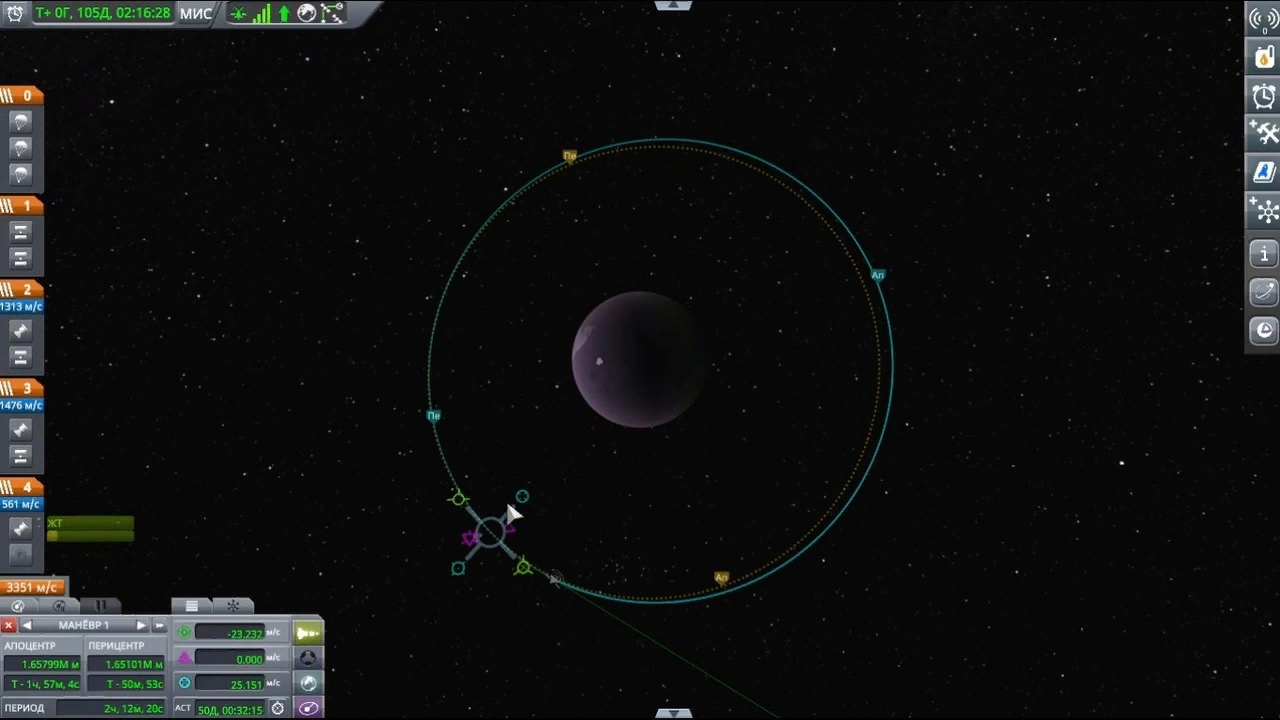 Т+ 0Г, 105Д, 02:16:28 МИС
0
0
1
2
1313 м/с
3
1476 м/с
4
561 м/с
ЖТ
3351 м/с
Пе
Ап
Пе
Ап
МАНЁВР 1
АПОЦЕНТР ПЕРИЦЕНТР
1.65799М м 1.65101М м
Т - 1ч, 57м, 4с Т - 50м, 53с
ПЕРИОД 2ч, 12м, 20с
-23.232 м/с
0.000 м/с
25.151 м/с
АСТ 50Д, 00:32:15